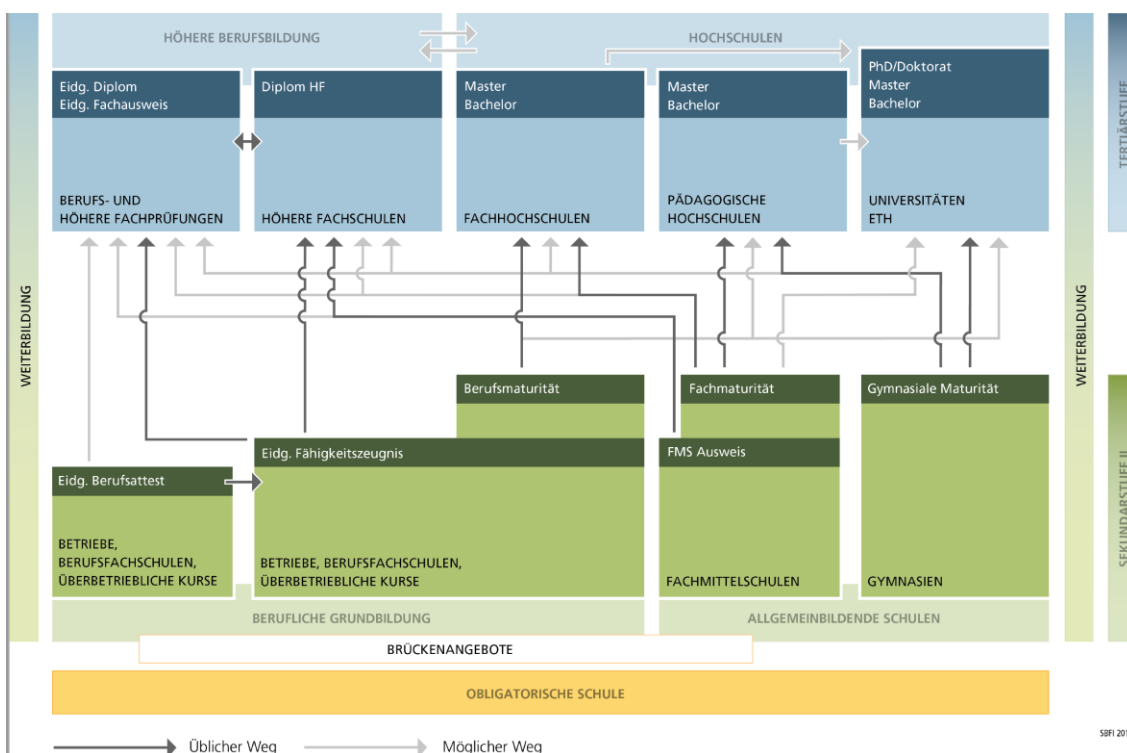 HÖHERE BERUFSBILDUNG
HOCHSCHULEN
Eidg. Diplom
Eidg. Fachausweis
Diplom HF
Master
Bachelor
Master
Bachelor
PhD/Doktorat
Master
Bachelor
BERUFS- UND
HÖHERE FACHPRÜFUNGEN
HÖHERE FACHSCHULEN
FACHHOCHSCHULEN
PÄDAGOGISCHE
HOCHSCHULEN
UNIVERSITÄTEN
ETH
TERTIÄRSTUFE
WEITERBILDUNG
WEITERBILDUNG
Berufsmaturität
Fachmaturität
Gymnasiale Maturität
Eidg. Fähigkeitszeugnis
FMS Ausweis
Eidg. Berufsattest
SEKUNDARSTUFE II
BETRIEBE,
BERUFSFACHSCHULEN,
ÜBERBETRIEBLICHE KURSE
BETRIEBE, BERUFSFACHSCHULEN,
ÜBERBETRIEBLICHE KURSE
FACHMITTELSCHULEN
GYMNASIEN
BERUFLICHE GRUNDBILDUNG
ALLGEMEINBILDENDE SCHULEN
BRÜCKENANGEBOTE
OBLIGATORISCHE SCHULE
Üblicher Weg
Möglicher Weg
SBFI 201